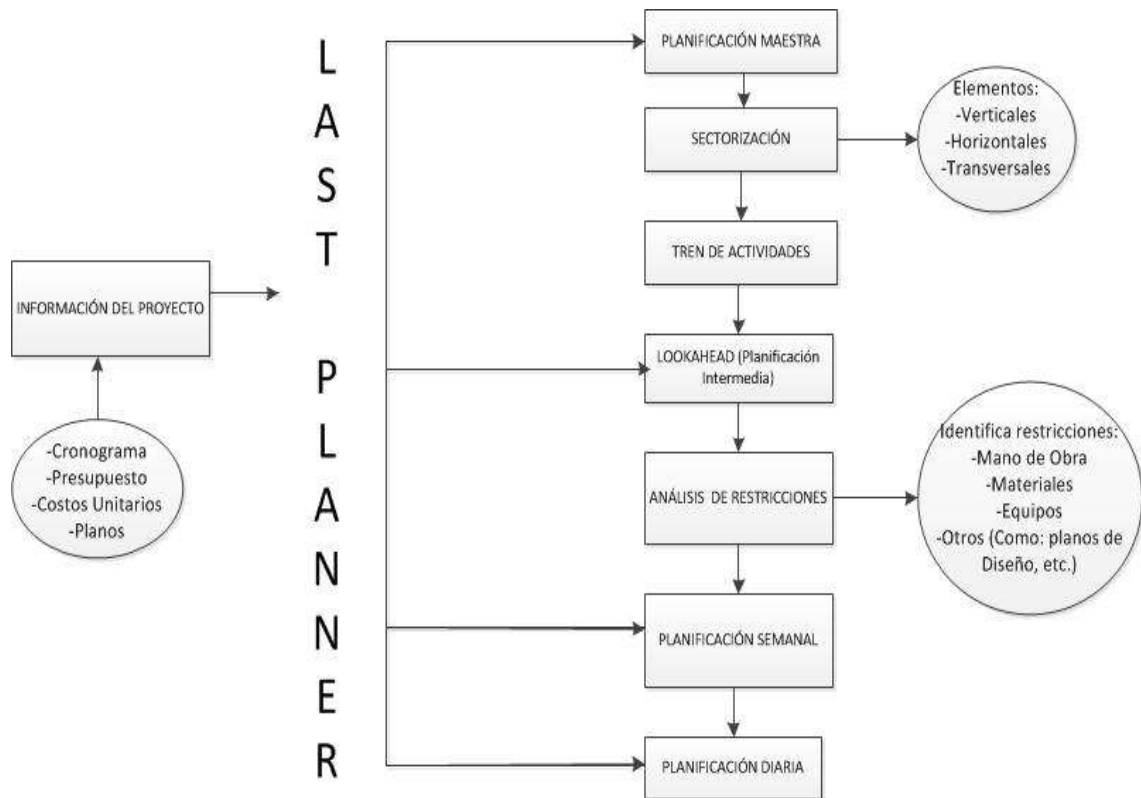 INFORMACIÓN DEL PROYECTO
-Cronograma
-Presupuesto
-Costos Unitarios
-Planos
LAST PLANNER
PLANIFICACIÓN MAESTRA
SECTORIZACIÓN
Elementos:
-Verticales
-Horizontales
-Transversales
TREN DE ACTIVIDADES
LOOKAHEAD (Planificación
Intermedia)
ANÁLISIS DE RESTRICCIONES
Identifica restricciones:
-Mano de Obra
-Materiales
-Equipos
-Otros (Como: planos de
Diseño, etc.)
PLANIFICACIÓN SEMANAL
PLANIFICACIÓN DIARIA